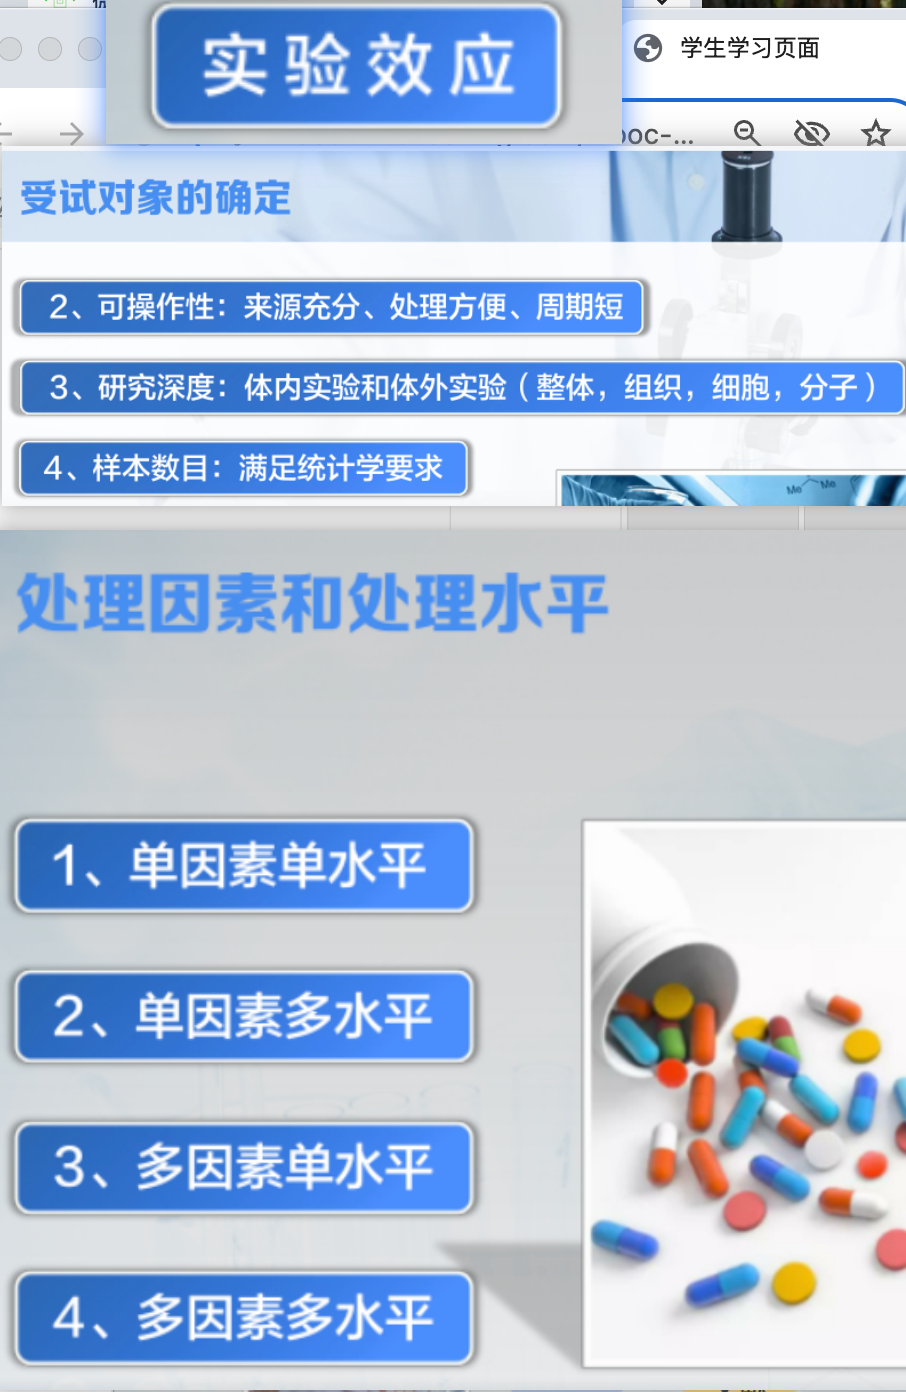 实验效应
学生学习页面
oc-...
受试对象的确定
2、可操作性：来源充分、处理方便、周期短
3、研究深度：体内实验和体外实验（整体，组织，细胞，分子）
4、样本数目：满足统计学要求
Me Me
处理因素和处理水平
1、单因素单水平
2、单因素多水平
3、多因素单水平
4、多因素多水平